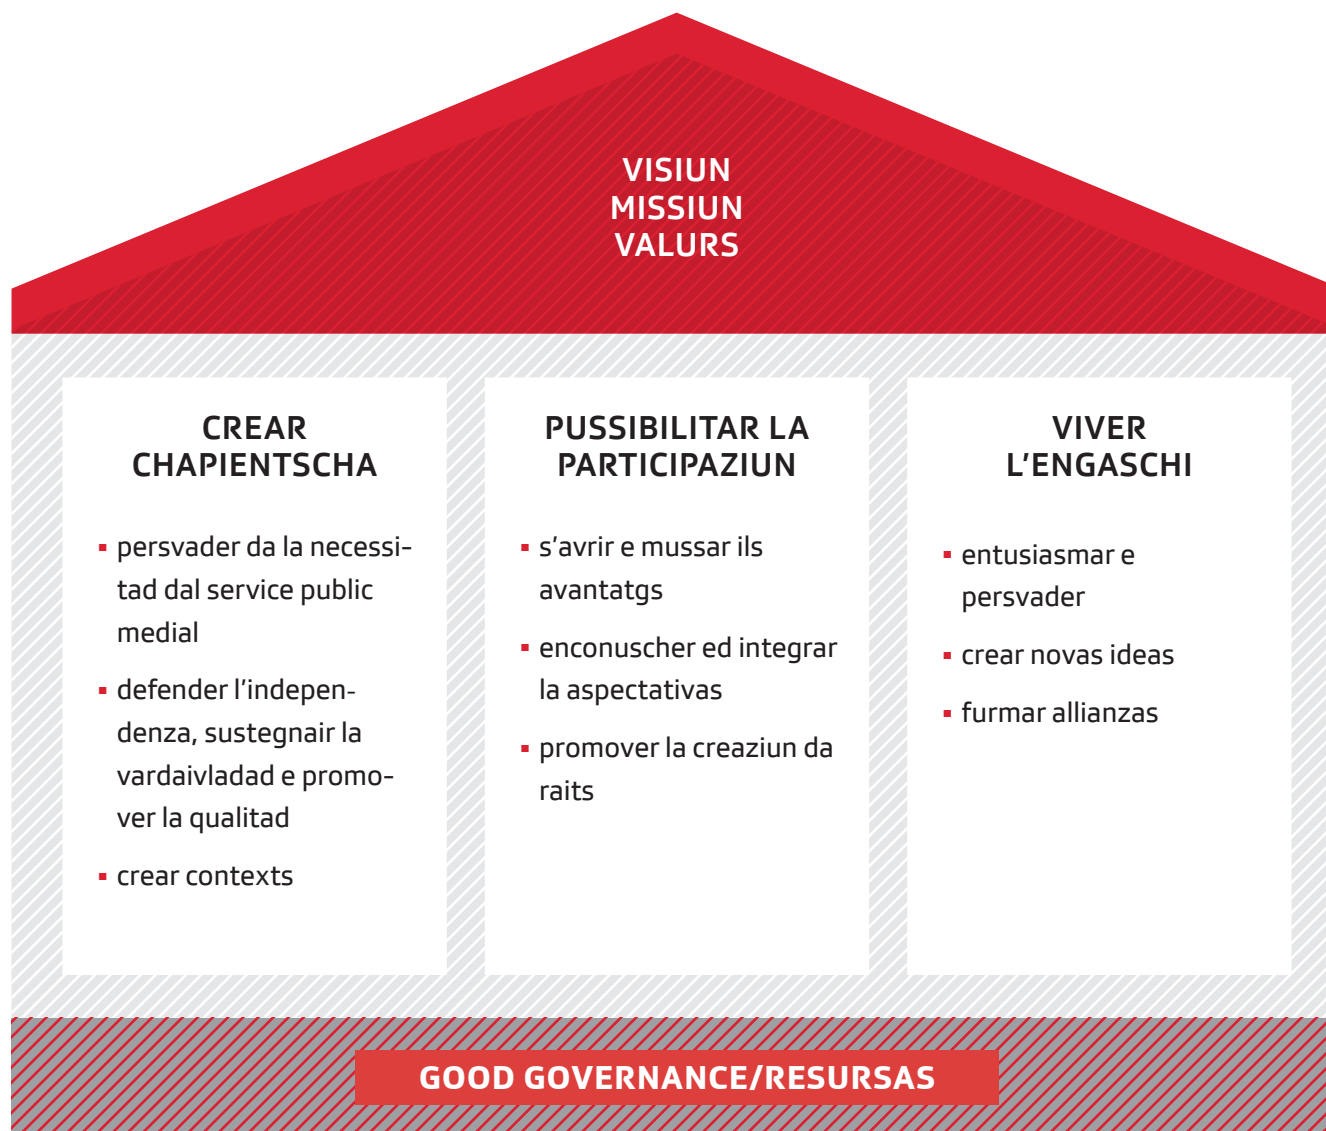 VISIUN
MISSIUN
VALURS
CREAR
CHAPIENTSCHA
▪ persvader da la necessi-
tad dal service public
medial
▪ defender l'indepen-
denza, sustegnair la
vardaivladad e promo-
ver la qualitad
▪ crear contexts
PUSSIBILITAR LA
PARTICIPAZIUN
▪ s'avrir e mussar ils
avantatgs
▪ enconuscher ed integrar
la aspectativas
▪ promover la creaziun da
raits
VIVER
L'ENGASCHI
▪ entusiasmar e
persvader
▪ crear novas ideas
▪ furmar allianzas
GOOD GOVERNANCE/RESURSAS